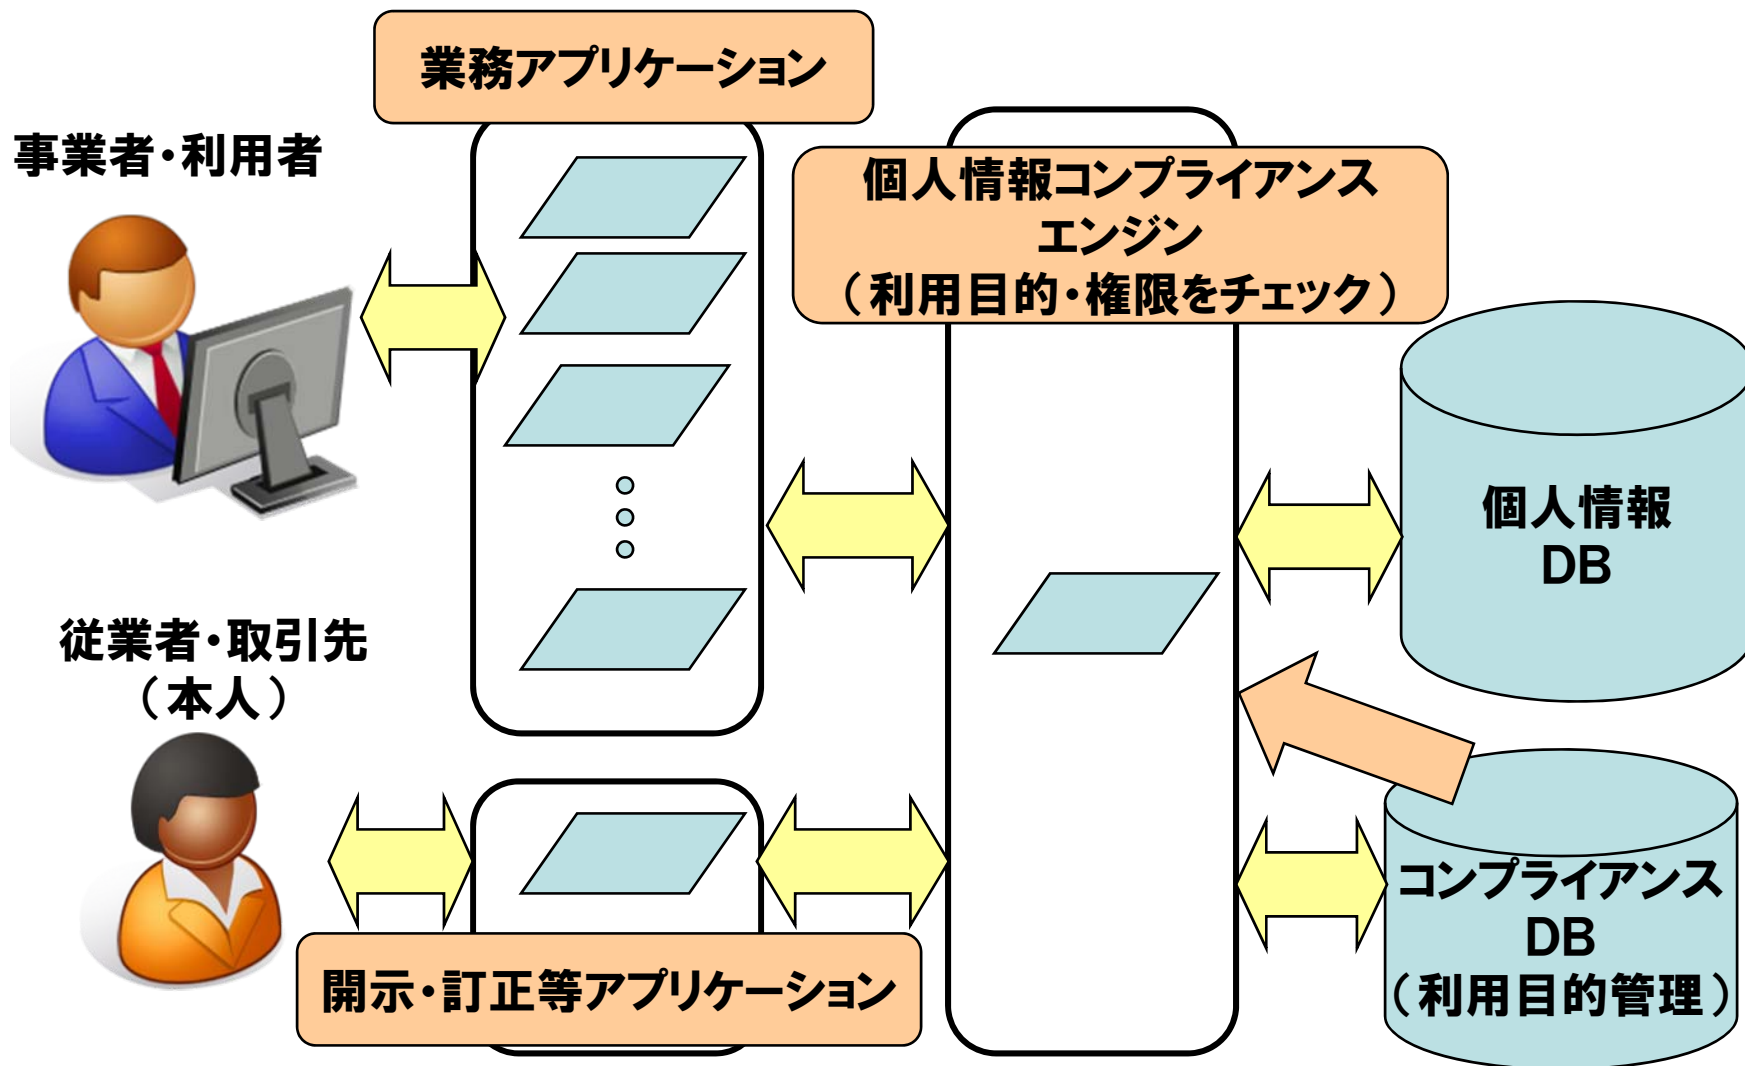 業務アプリケーション
事業者・利用者
個人情報コンプライアンス
エンジン
（利用目的・権限をチェック）
個人情報
DB
従業者・取引先
（本人）
コンプライアンス
DB
（利用目的管理）
開示・訂正等アプリケーション